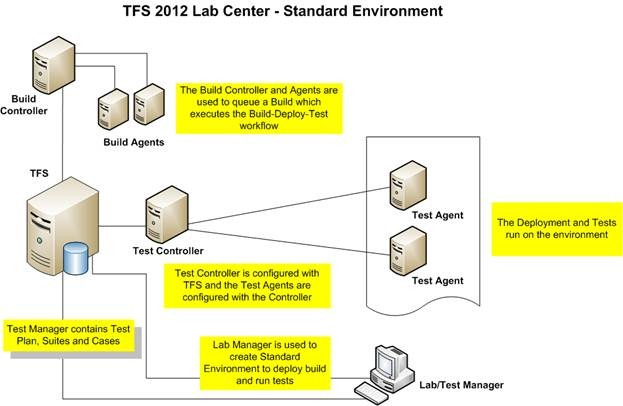 TFS 2012 Lab Center - Standard Environment
Build
Controller
Build Agents
The Build Controller and Agents are
used to queue a Build which
executes the Build-Deploy-Test
workflow
TFS
Test Controller
Test Agent
Test Agent
The Deployment and Tests
run on the environment
Test Controller is configured with
TFS and the Test Agents are
configured with the Controller
Test Manager contains Test
Plan, Suites and Cases
Lab Manager is used to
create Standard
Environment to deploy build
and run tests
Lab/Test Manager